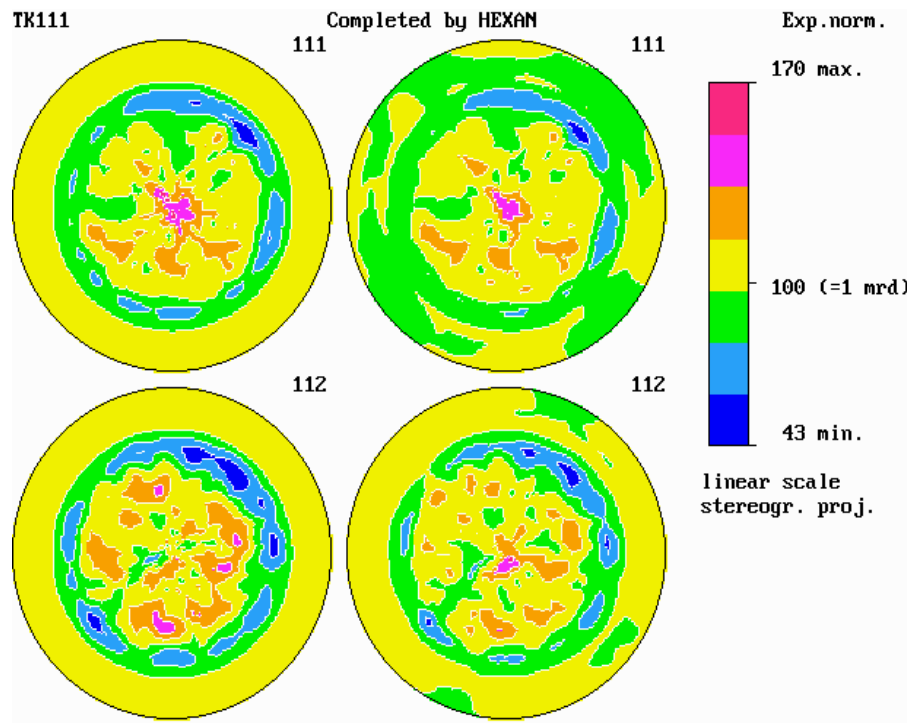 TK111 Completed by HEXAN Exp.norm.
111 111
170 max.
100 (=1 mrd)
112 112
43 min.
linear scale
stereogr. proj.